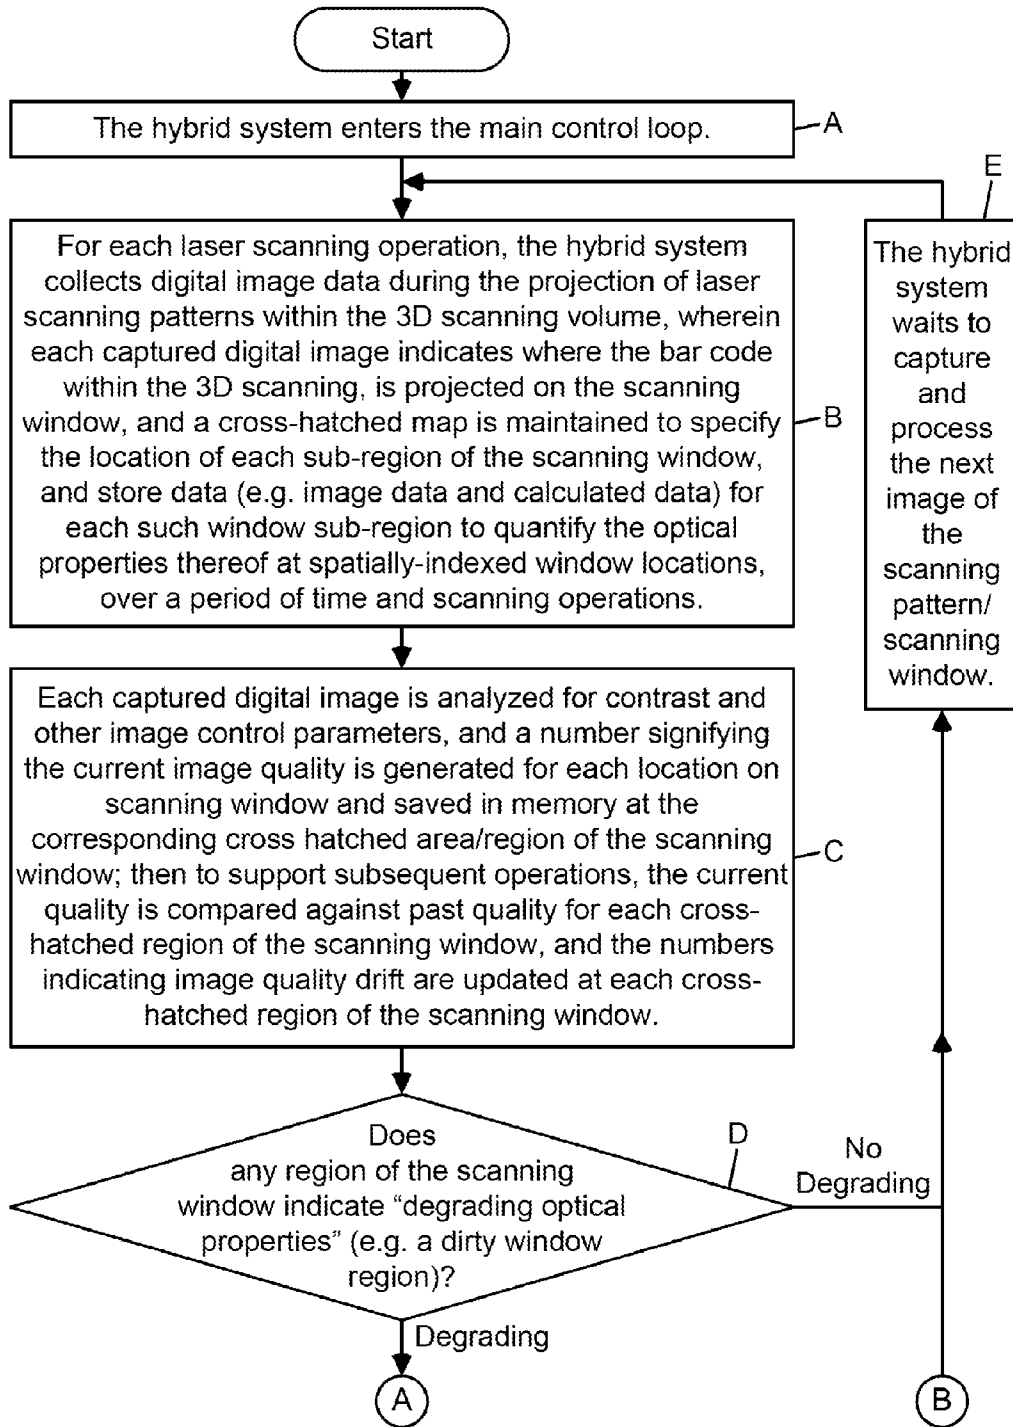 Start
The hybrid system enters the main control loop.
A
E
For each laser scanning operation, the hybrid system
collects digital image data during the projection of laser
scanning patterns within the 3D scanning volume, wherein
each captured digital image indicates where the bar code
within the 3D scanning, is projected on the scanning
window, and a cross-hatched map is maintained to specify
the location of each sub-region of the scanning window,
and store data (e.g. image data and calculated data) for
each such window sub-region to quantify the optical
properties thereof at spatially-indexed window locations,
over a period of time and scanning operations.
B
The hybrid
system
waits to
capture
and
process
the next
image of
the
scanning
pattern/
scanning
window.
Each captured digital image is analyzed for contrast and
other image control parameters, and a number signifying
the current image quality is generated for each location on
scanning window and saved in memory at the
corresponding cross hatched area/region of the scanning
window; then to support subsequent operations, the current
quality is compared against past quality for each cross-
hatched region of the scanning window, and the numbers
indicating image quality drift are updated at each cross-
hatched region of the scanning window.
C
Does
any region of the scanning
window indicate “degrading optical
properties” (e.g. a dirty window
region)?
D
No
Degrading
Degrading
A
B